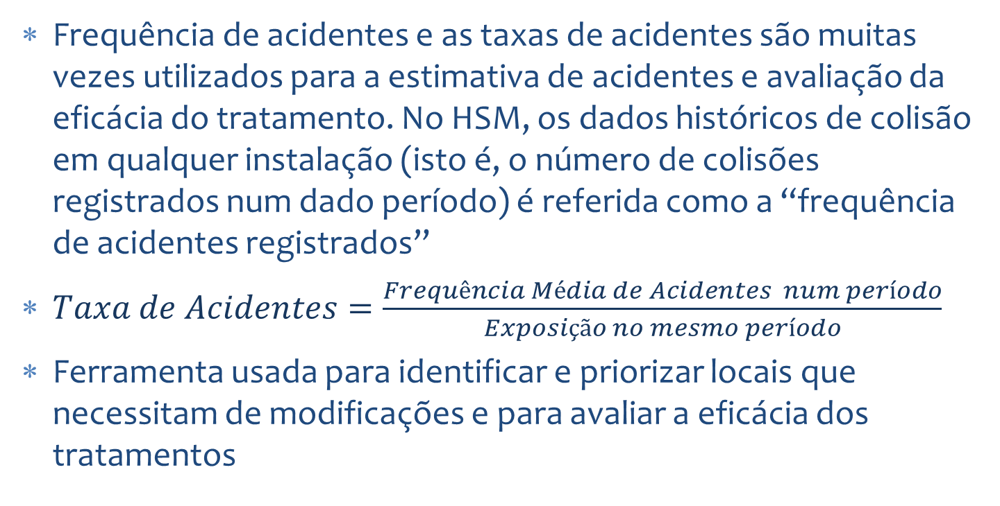 * Frequência de acidentes e as taxas de acidentes são muitas
vezes utilizados para a estimativa de acidentes e avaliação da
eficácia do tratamento. No HSM, os dados históricos de colisão
em qualquer instalação (isto é, o número de colisões
registrados num dado período) é referida como a “frequência
de acidentes registrados”
* Taxa de Acidentes = Frequência Média de Acidentes num período / Exposição no mesmo período
* Ferramenta usada para identificar e priorizar locais que
necessitam de modificações e para avaliar a eficácia dos
tratamentos